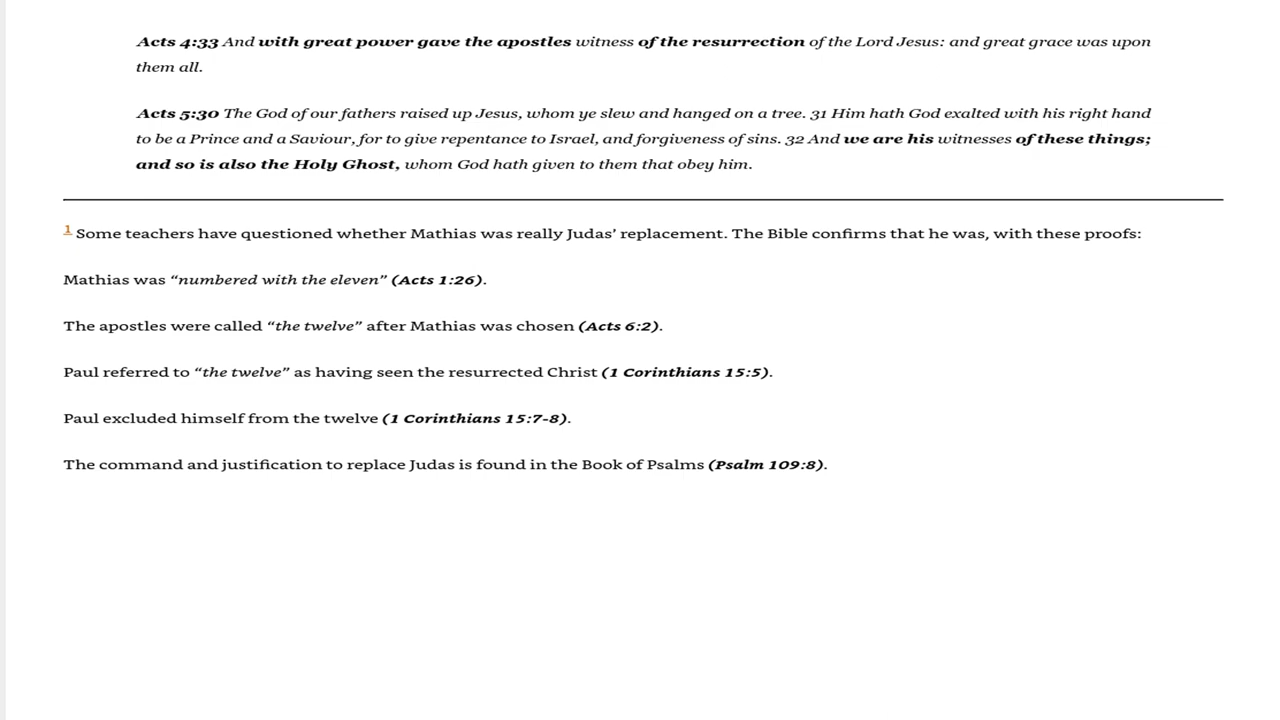 Acts 4:33 And with great power gave the apostles witness of the resurrection of the Lord Jesus: and great grace was upon
them all.
Acts 5:30 The God of our fathers raised up Jesus, whom ye slew and hanged on a tree. 31 Him hath God exalted with his right hand
to be a Prince and a Saviour, for to give repentance to Israel, and forgiveness of sins. 32 And we are his witnesses of these things;
and so is also the Holy Ghost, whom God hath given to them that obey him.
1 Some teachers have questioned whether Mathias was really Judas’ replacement. The Bible confirms that he was, with these proofs:
Mathias was “numbered with the eleven” (Acts 1:26).
The apostles were called “the twelve” after Mathias was chosen (Acts 6:2).
Paul referred to “the twelve” as having seen the resurrected Christ (1 Corinthians 15:5).
Paul excluded himself from the twelve (1 Corinthians 15:7-8).
The command and justification to replace Judas is found in the Book of Psalms (Psalm 109:8).